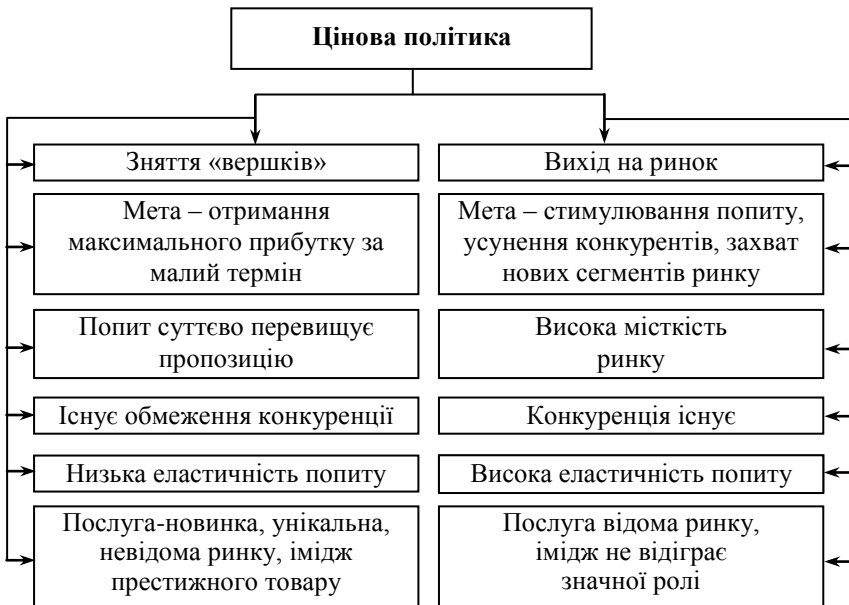 Цінова політика
Зняття «вершків»
Вихід на ринок
Мета – отримання
максимального прибутку за
малий термін
Мета – стимулювання попиту,
усунення конкурентів, захват
нових сегментів ринку
Попит суттєво перевищує
пропозицію
Висока місткість
ринку
Існує обмеження конкуренції
Конкуренція існує
Низька еластичність попиту
Висока еластичність попиту
Послуга-новинка, унікальна,
невідома ринку, імідж
престижного товару
Послуга відома ринку,
імідж не відіграє
значної ролі